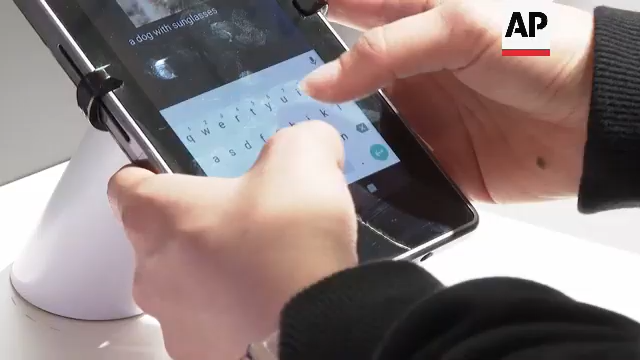 AP
a dog with sunglasses
q w e r t y u
a s d f
k
n